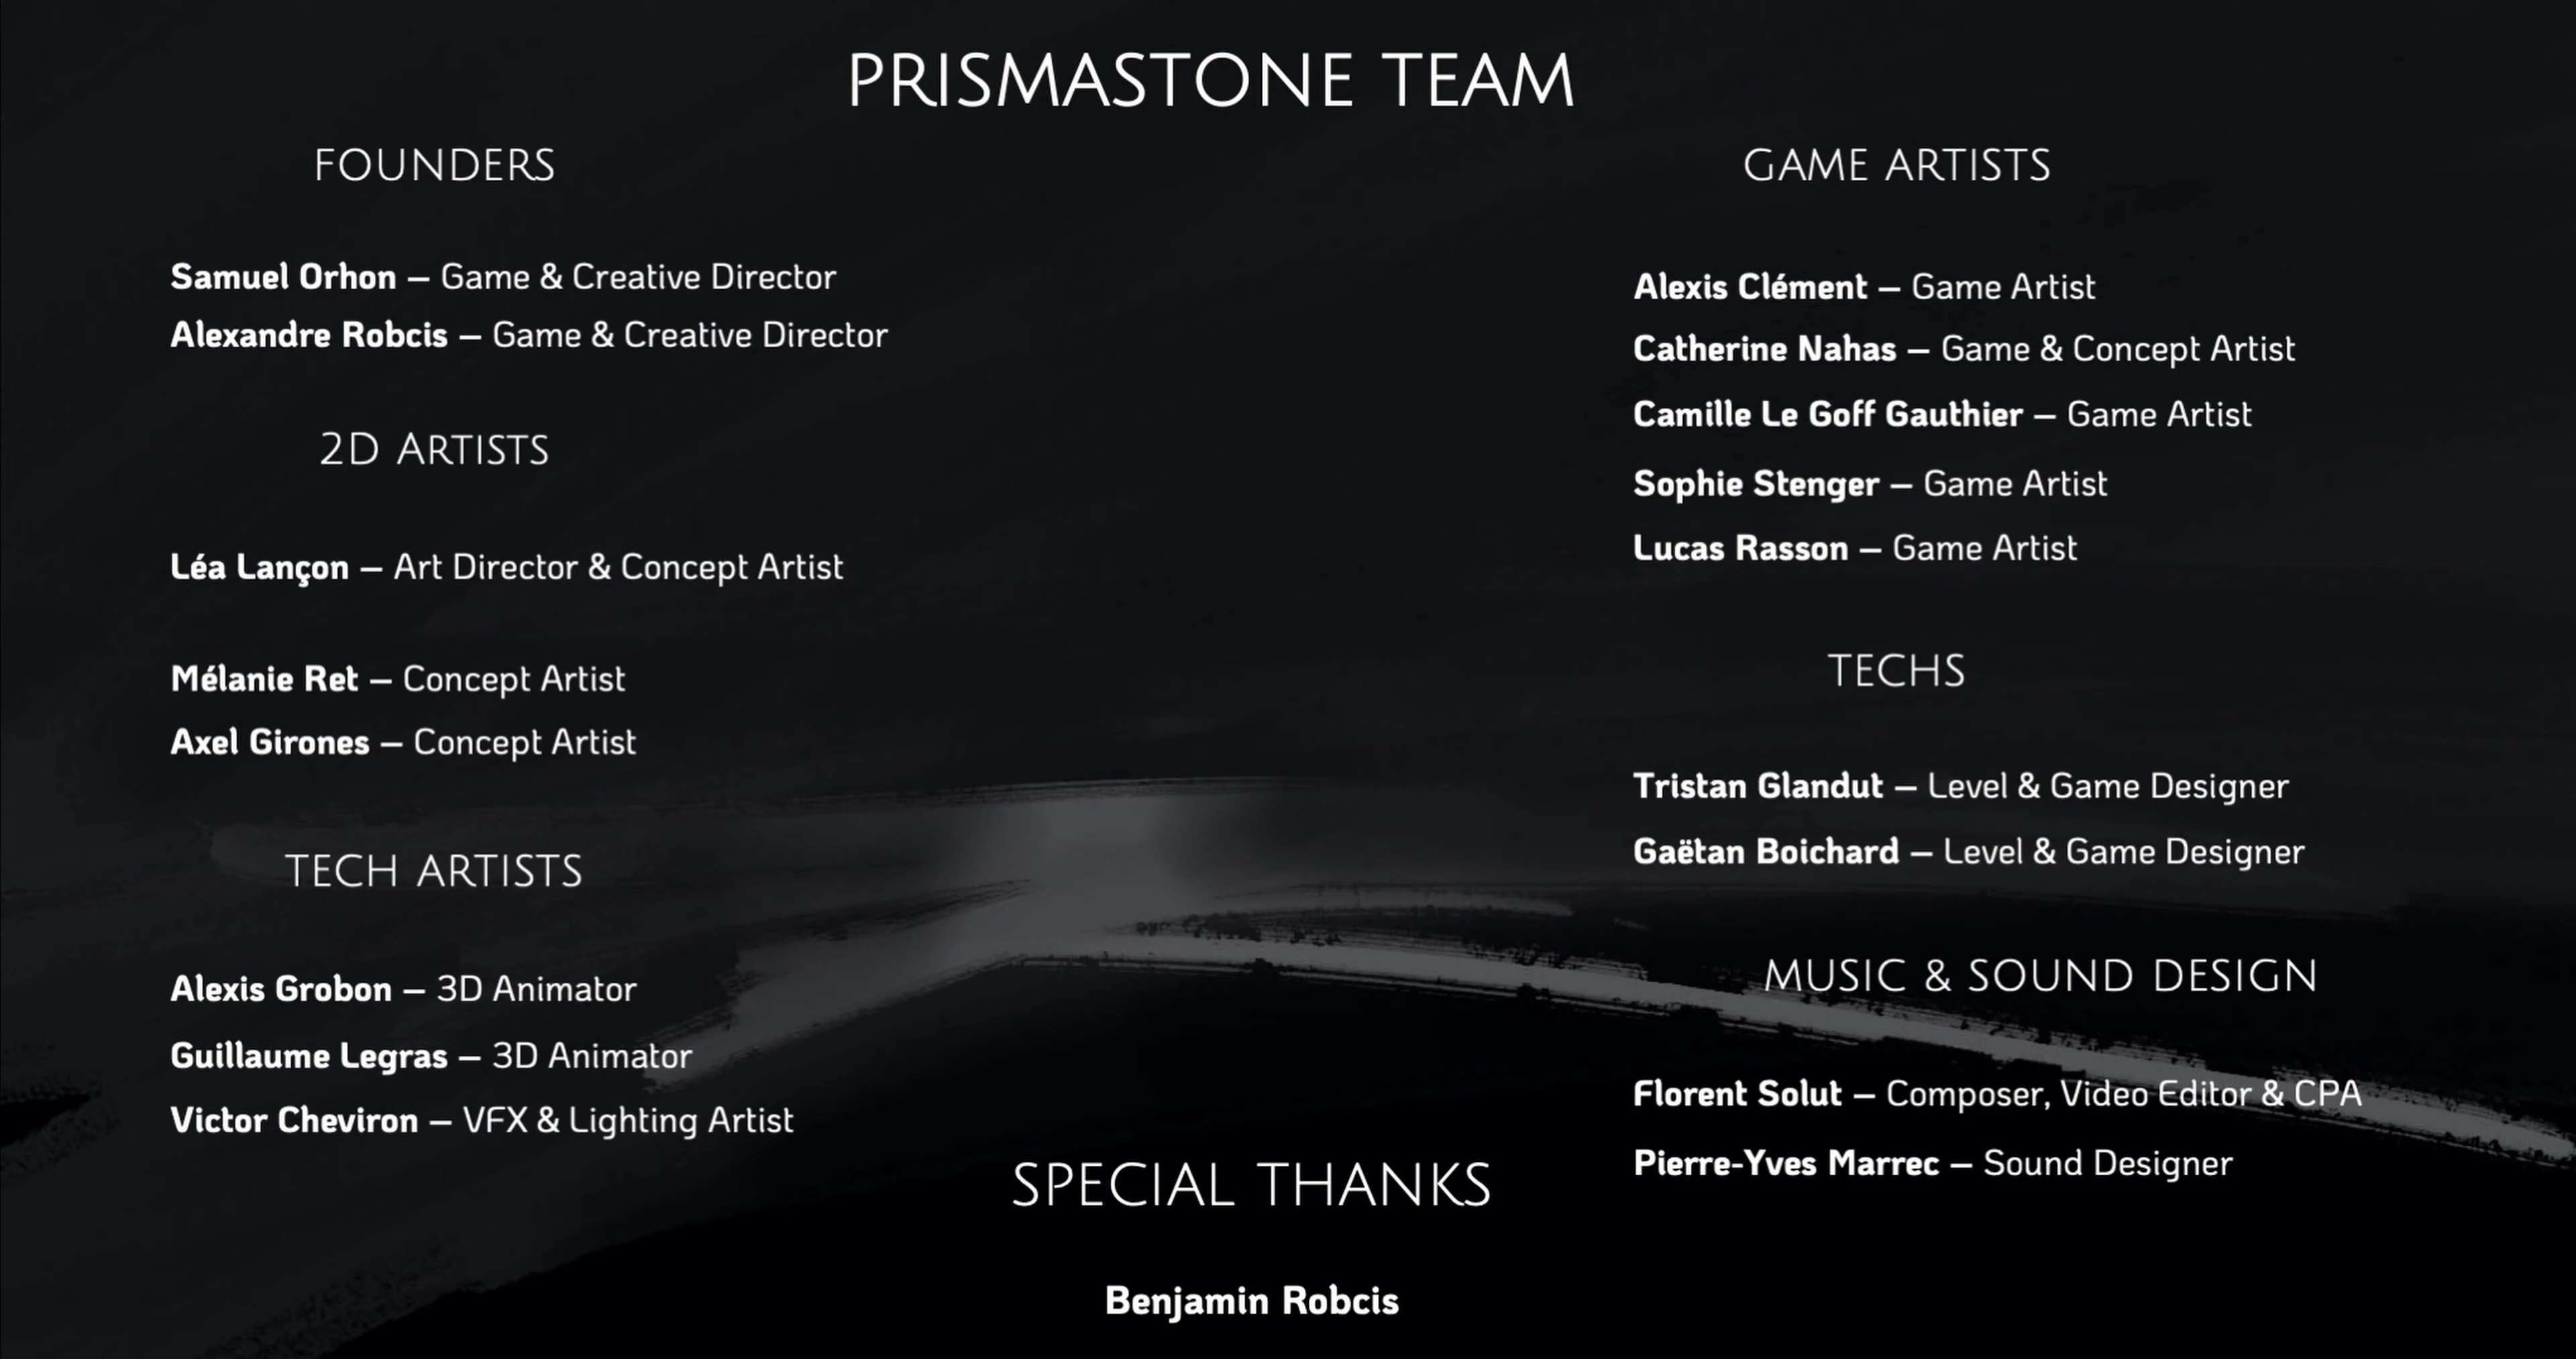 PRISMASTONE TEAM
FOUNDERS
Samuel Orhon – Game & Creative Director
Alexandre Robcis – Game & Creative Director
2D ARTISTS
Léa Lançon – Art Director & Concept Artist
Mélanie Ret – Concept Artist
Axel Girones – Concept Artist
TECH ARTISTS
Alexis Grobon – 3D Animator
Guillaume Legras – 3D Animator
Victor Cheviron – VFX & Lighting Artist
GAME ARTISTS
Alexis Clément – Game Artist
Catherine Nahas – Game & Concept Artist
Camille Le Goff Gauthier – Game Artist
Sophie Stenger – Game Artist
Lucas Rasson – Game Artist
TECHS
Tristan Glandut – Level & Game Designer
Gaëtan Boichard – Level & Game Designer
MUSIC & SOUND DESIGN
Florent Solut – Composer, Video Editor & CPA
Pierre-Yves Marrec – Sound Designer
SPECIAL THANKS
Benjamin Robcis